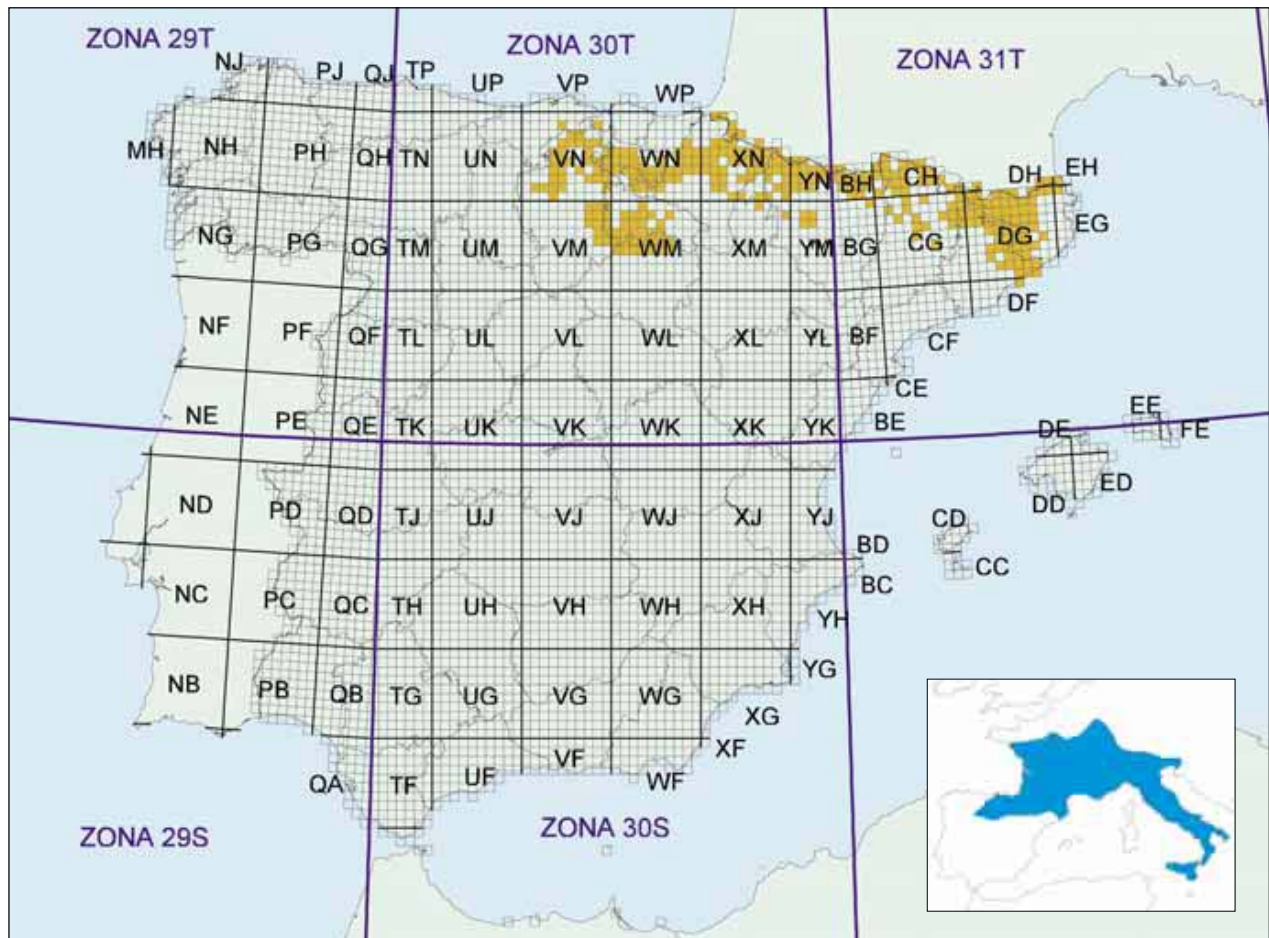 ZONA 29T
ZONA 30T
ZONA 31T
NJ PJ QJ TP UP VP WP
MH NH PH QH TN UN VN WN XN YN BH CH DH EH
NG PG QG TM UM VM WM XM YM BG CG DG EG
NF PF QF TL UL VL WL XL YL BF CF DF
NE PE QE TK UK VK WK XK YK BE CE DE EE FE
ND PD QD TJ UJ VJ WJ XJ YJ BD CD DD ED
NC PC QC TH UH VH WH XH YH BC CC
NB PB QB TG UG VG WG XG YG
QA TF UF VF WF XF
ZONA 29S
ZONA 30S